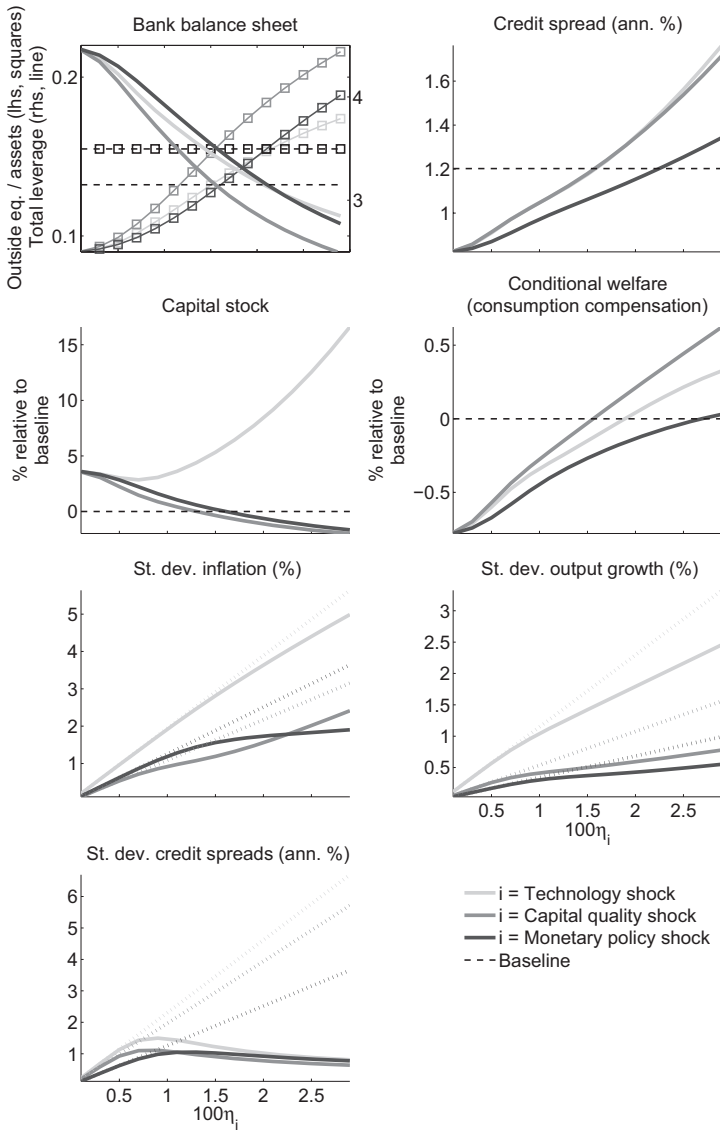 Bank balance sheet
Outside eq. / assets (lhs, squares)
Total leverage (rhs, line)
0.2
0.1
4
3
Credit spread (ann. %)
1.6
1.4
1.2
1
Capital stock
% relative to
baseline
15
10
5
0
Conditional welfare
(consumption compensation)
% relative to
baseline
0.5
0
−0.5
St. dev. inflation (%)
5
4
3
2
1
St. dev. output growth (%)
3
2.5
2
1.5
1
0.5
0.5 1 1.5 2 2.5
100η_i
St. dev. credit spreads (ann. %)
6
5
4
3
2
1
0.5 1 1.5 2 2.5
100η_i
i = Technology shock
i = Capital quality shock
i = Monetary policy shock
Baseline